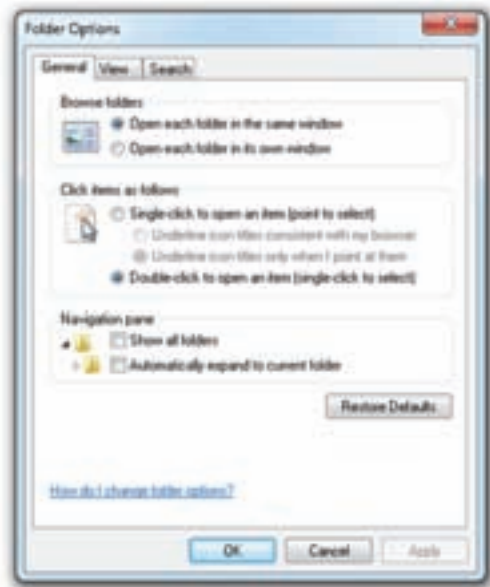 Folder Options
General View Search
Browse folders
Open each folder in the same window
Open each folder in its own window
Click items as follows
Single-click to open an item (point to select)
Underline icon titles consistent with my browser
Underline icon titles only when I point at them
Double-click to open an item (single-click to select)
Navigation pane
Show all folders
Automatically expand to current folder
Restore Defaults
How do I change folder options?
OK Cancel Apply